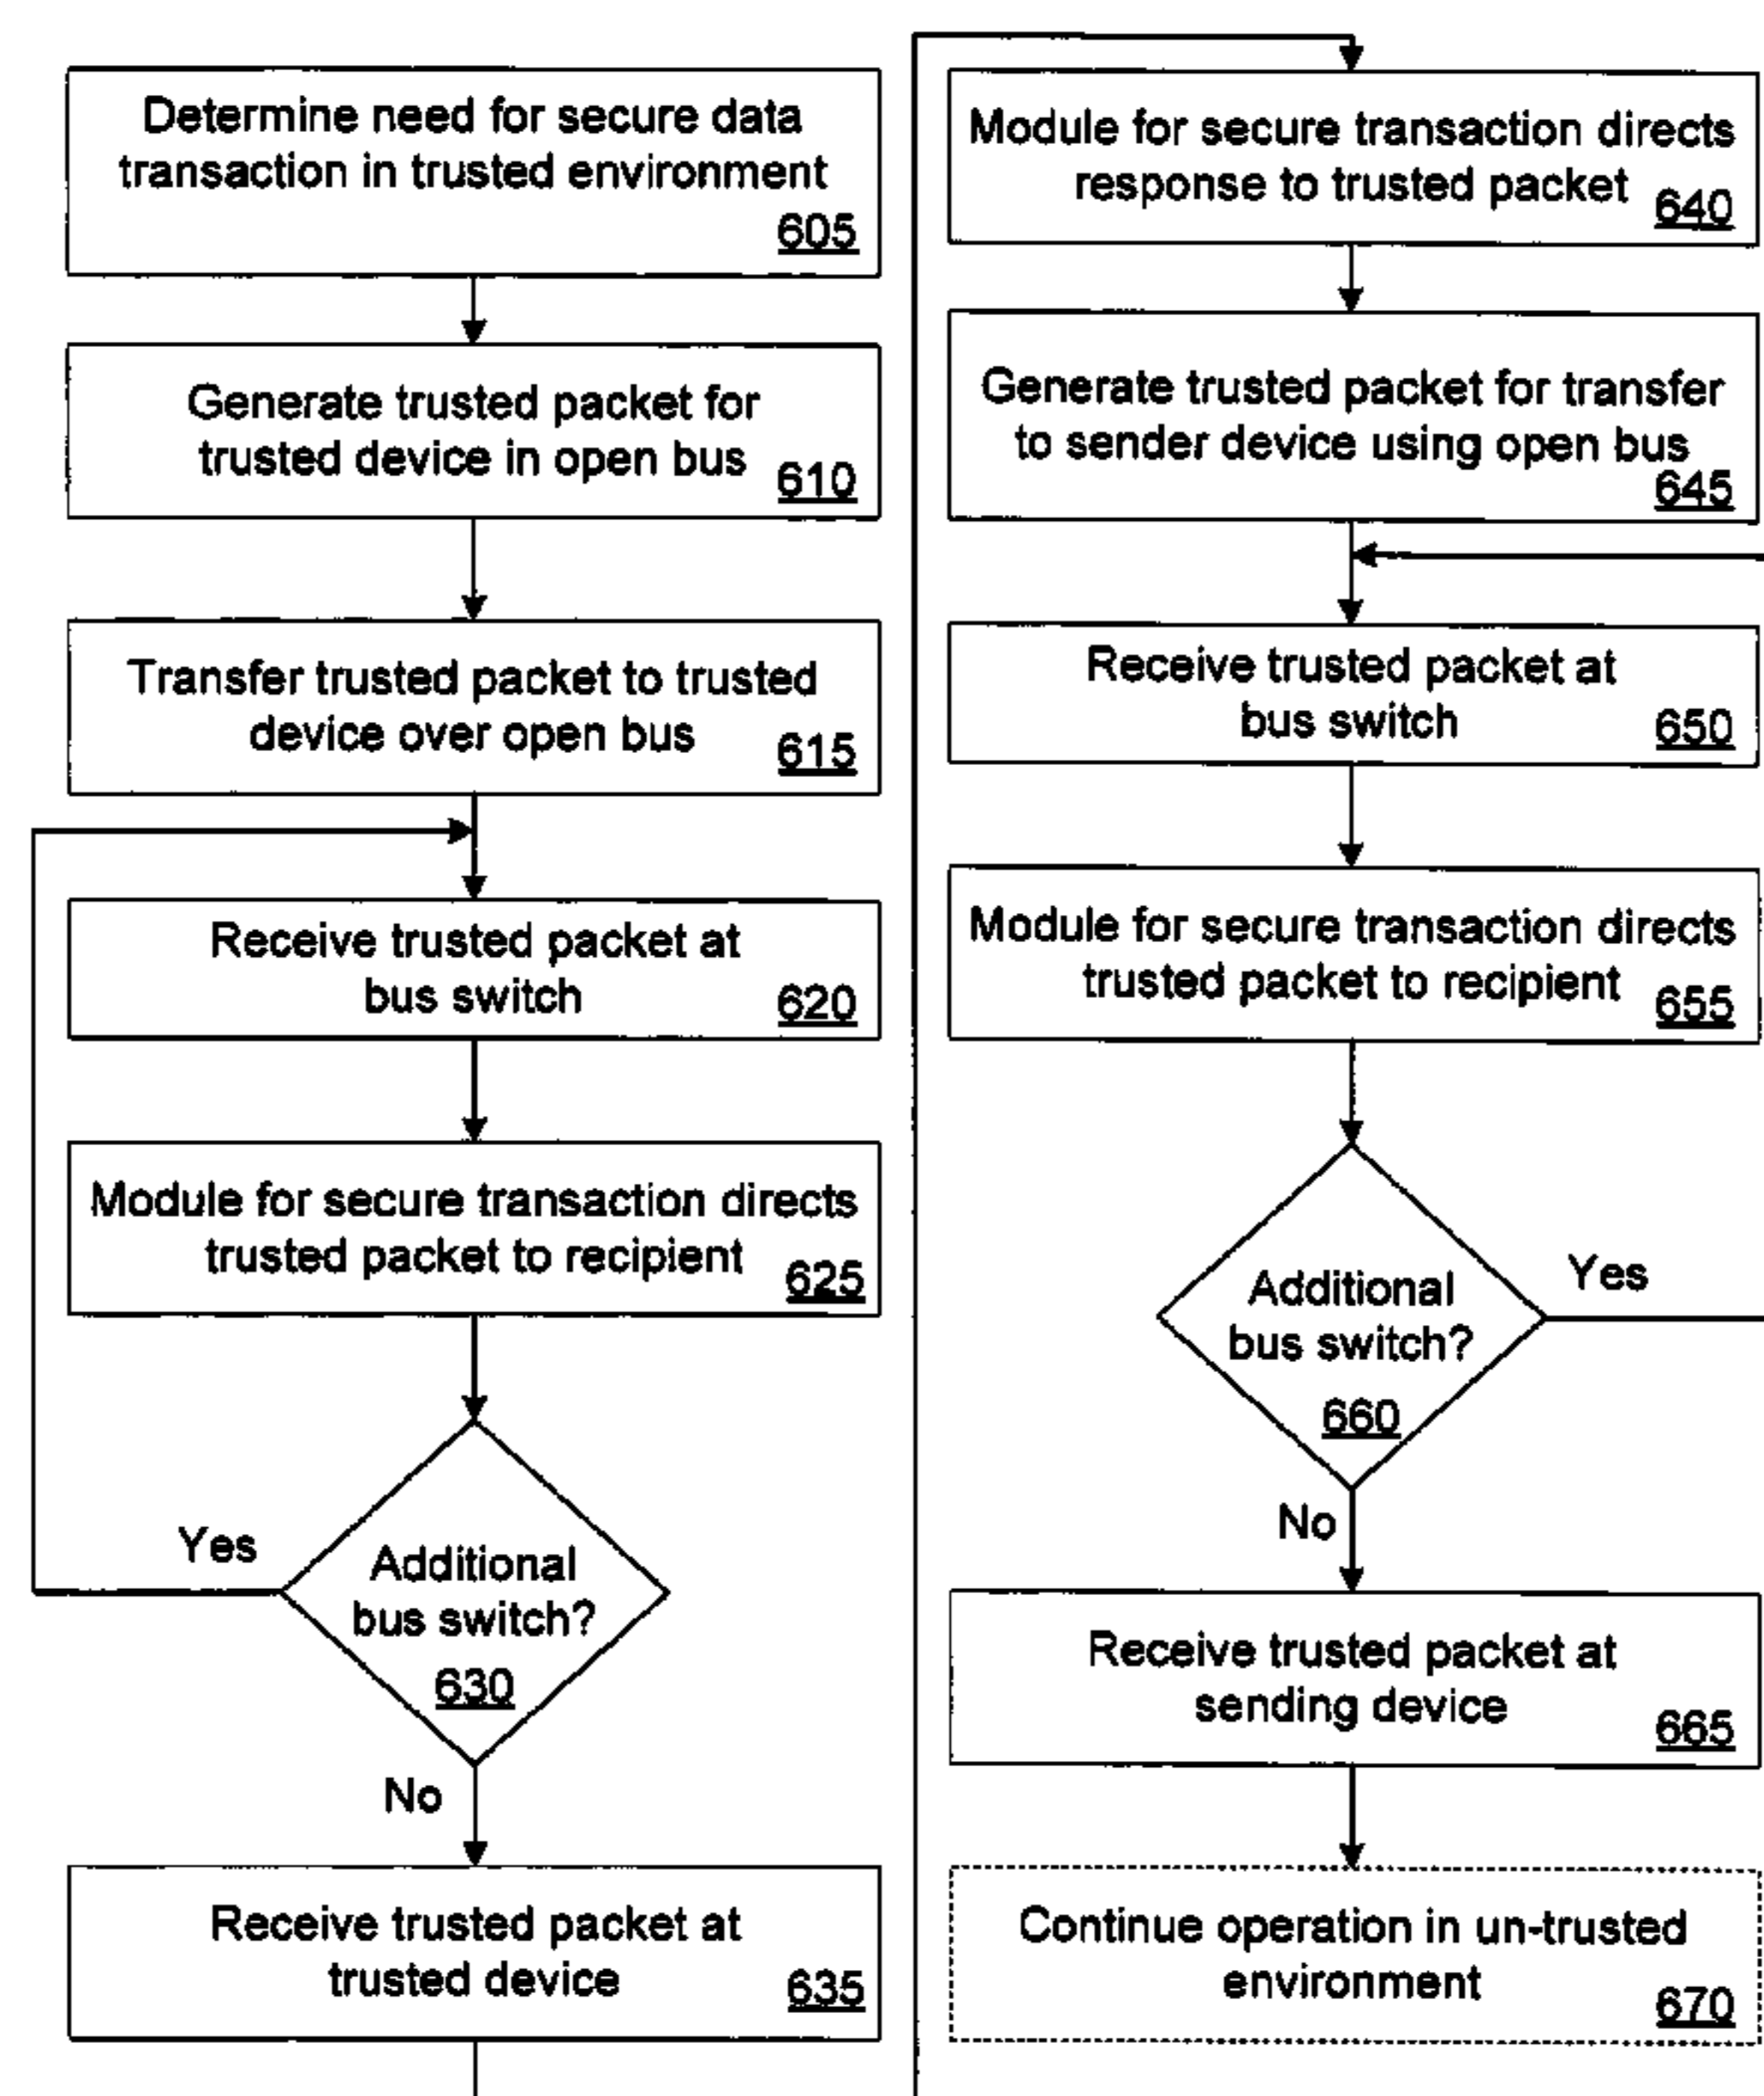 Determine need for secure data
transaction in trusted environment
605
Generate trusted packet for
trusted device in open bus
610
Transfer trusted packet to trusted
device over open bus
615
Receive trusted packet at
bus switch
620
Module for secure transaction directs
trusted packet to recipient
625
Yes
Additional
bus switch?
630
No
Receive trusted packet at
trusted device
635
Module for secure transaction directs
response to trusted packet
640
Generate trusted packet for transfer
to sender device using open bus
645
Receive trusted packet at
bus switch
650
Module for secure transaction directs
trusted packet to recipient
655
Additional
bus switch?
660
Yes
No
Receive trusted packet at
sending device
665
Continue operation in un-trusted
environment
670